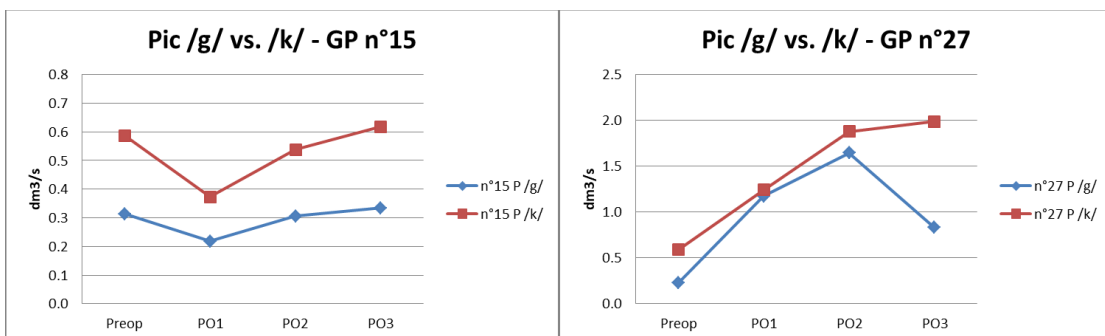 Pic /g/ vs. /k/ - GP n°15
0.8
0.7
0.6
0.5
0.4
0.3
0.2
0.1
0.0
dm3/s
Preop PO1 PO2 PO3
n°15 P /g/
n°15 P /k/
Pic /g/ vs. /k/ - GP n°27
2.5
2.0
1.5
1.0
0.5
0.0
dm3/s
Preop PO1 PO2 PO3
n°27 P /g/
n°27 P /k/